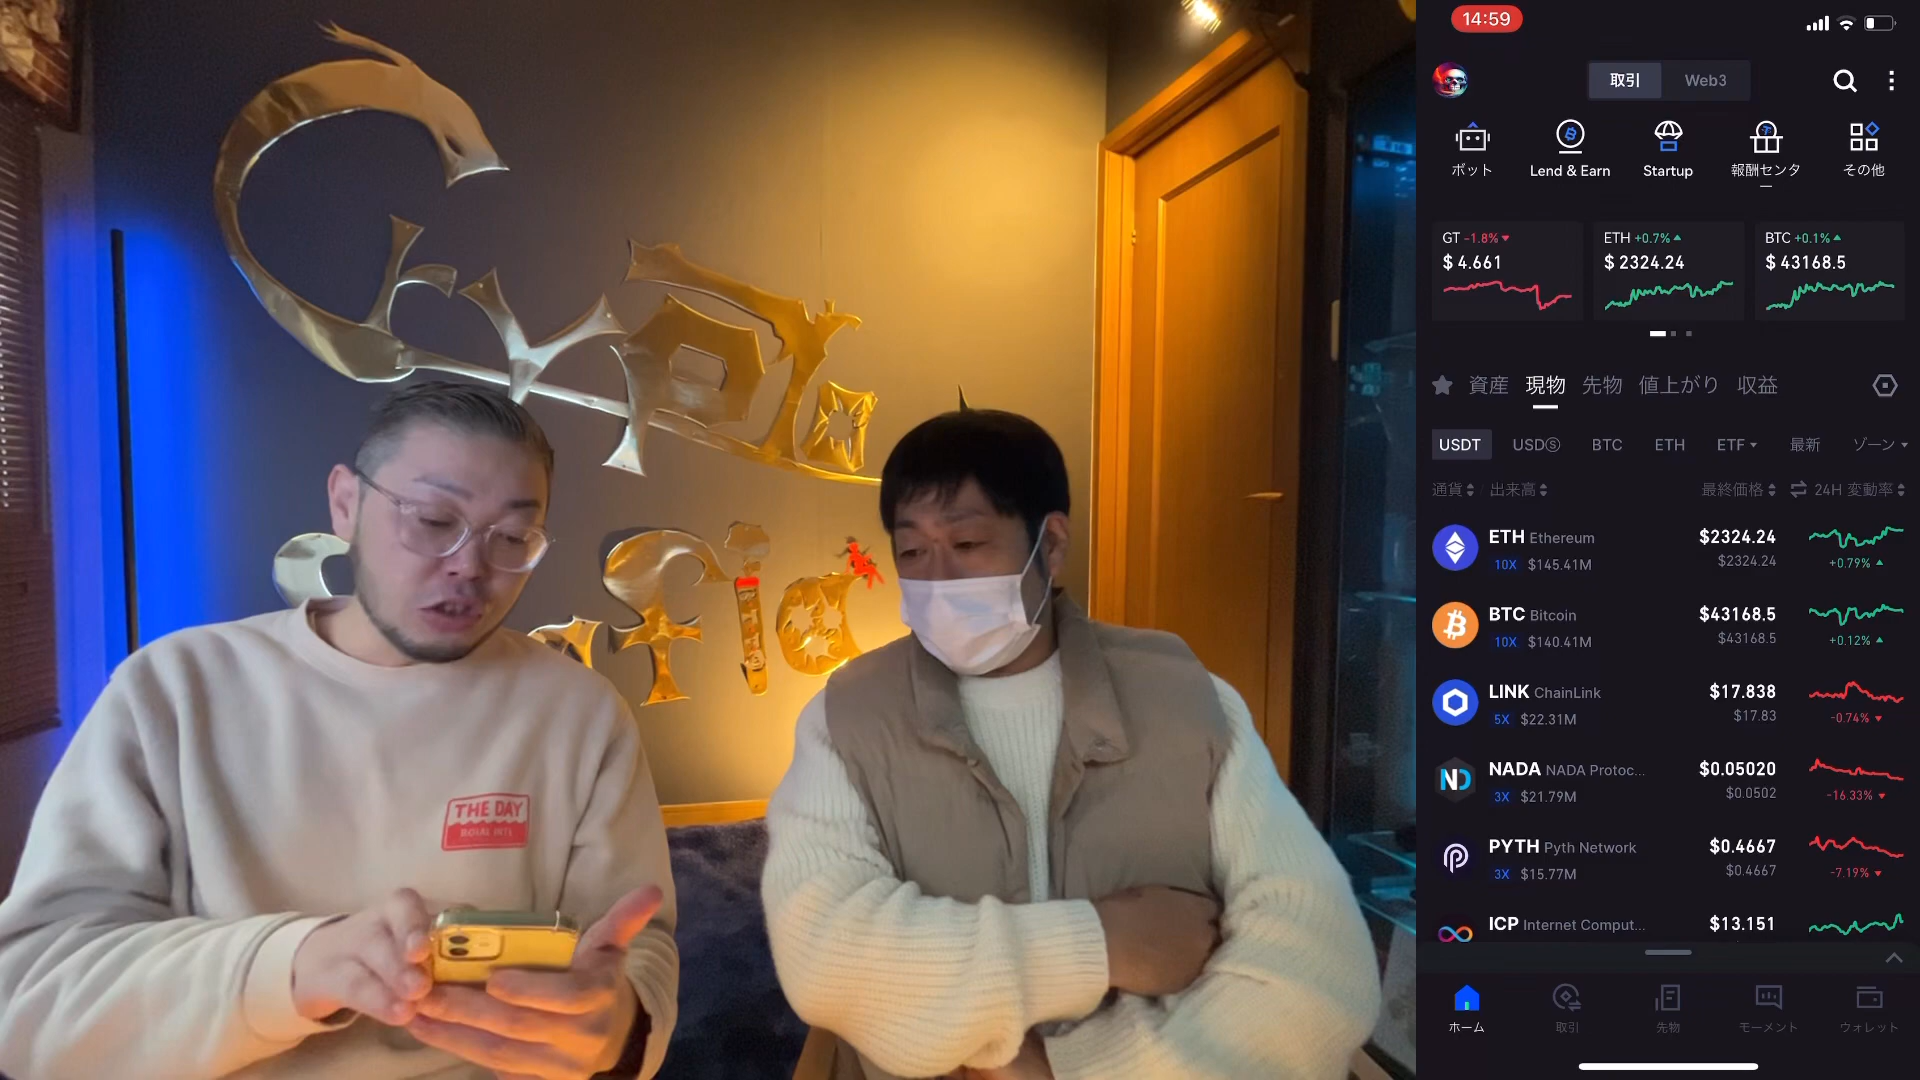 Crypto
afia
THE DAY
14:59
取引 Web3
ボット Lend & Earn Startup 報酬センター その他
GT -1.8% ETH +0.7% BTC +0.1%
$ 4.661 $ 2324.24 $ 43168.5
資産 現物 先物 値上がり 収益
USDT USDⓈ BTC ETH ETF 最新 ゾーン
通貨 出来高 最終価格 24H 変動率
ETH Ethereum $2324.24
10X $145.41M $2324.24 +0.79%
BTC Bitcoin $43168.5
10X $140.41M $43168.5 +0.12%
LINK ChainLink $17.838
5X $22.31M $17.83 -0.74%
NADA NADA Protoc... $0.05020
3X $21.79M $0.0502 -16.33%
PYTH Pyth Network $0.4667
3X $15.77M $0.4667 -7.19%
ICP Internet Comput... $13.151
ホーム 取引 先物 モーメント ウォレット